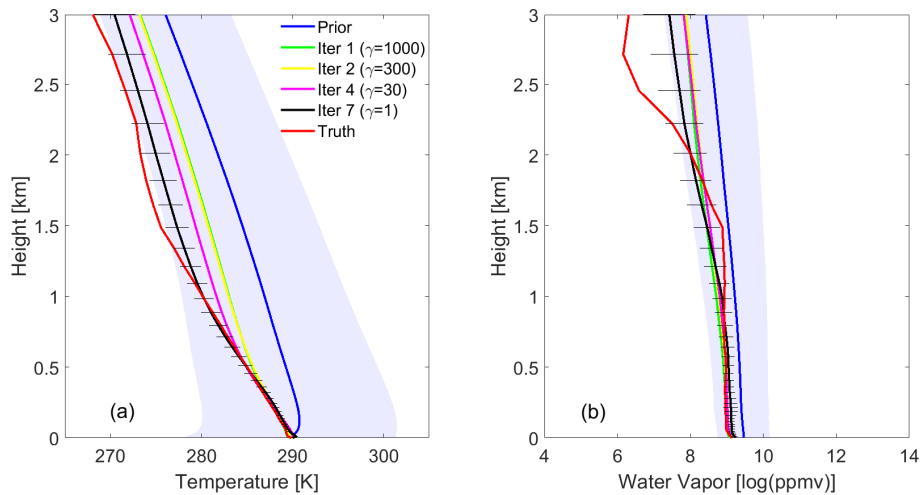 3
2.5
2
1.5
1
0.5
0
Height [km]
270
280
290
300
Temperature [K]
(a)
Prior
Iter 1 (γ=1000)
Iter 2 (γ=300)
Iter 4 (γ=30)
Iter 7 (γ=1)
Truth
3
2.5
2
1.5
1
0.5
0
Height [km]
4
6
8
10
12
14
Water Vapor [log(ppmv)]
(b)